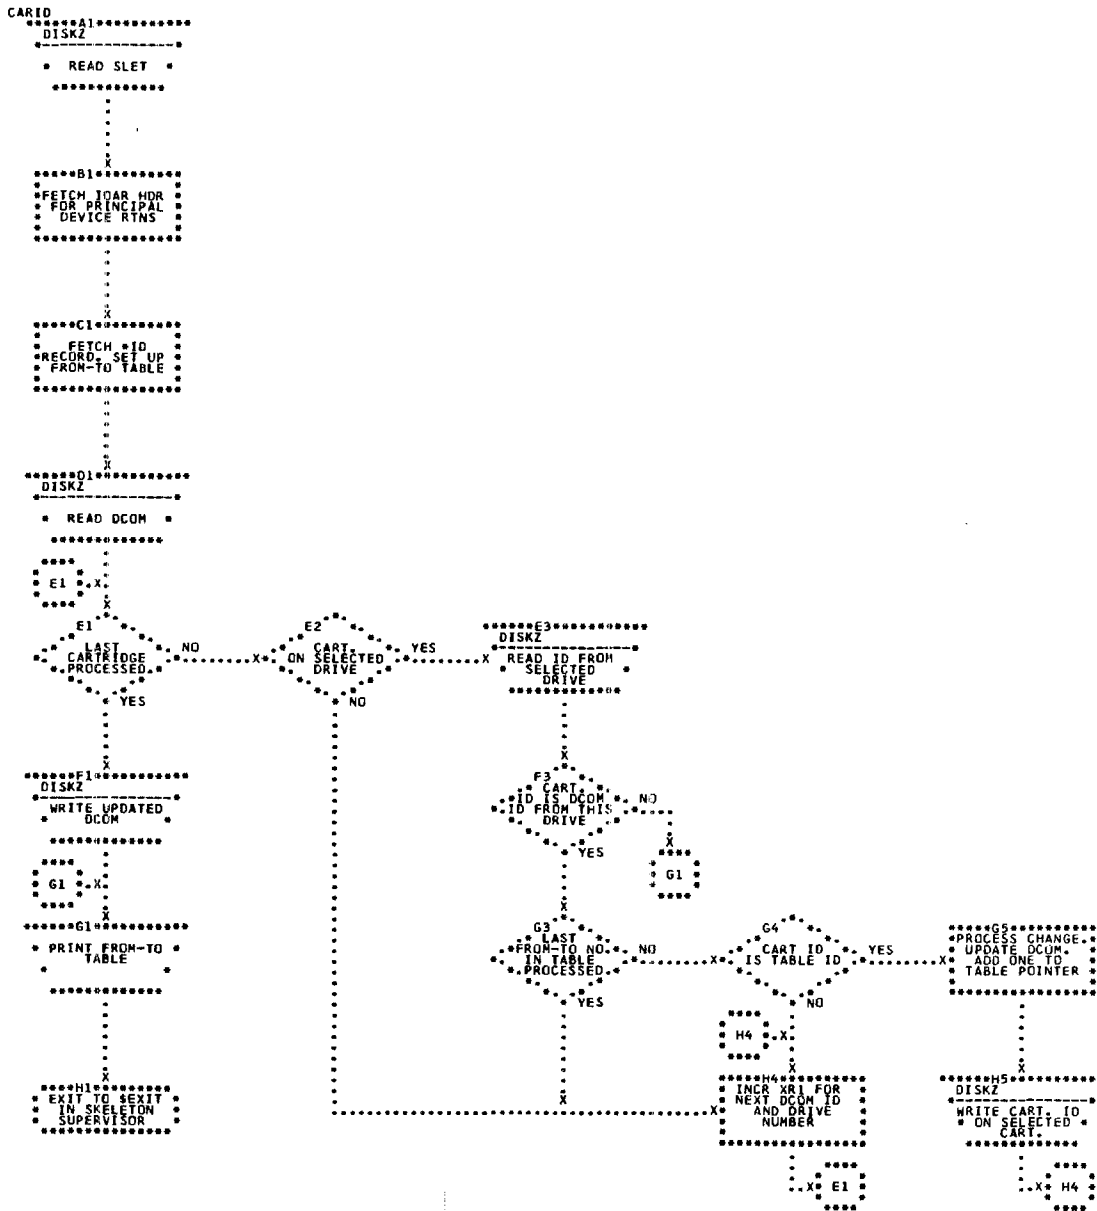 CARID
A1
DISKZ
READ SLET
B1
FETCH IOAR HDR
FOR PRINCIPAL
DEVICE RTNS
C1
FETCH *ID
RECORD. SET UP
FROM-TO TABLE
D1
DISKZ
READ DCOM
E1
E1
LAST
CARTRIDGE
PROCESSED
NO
YES
E2
CART.
ON SELECTED
DRIVE
YES
NO
E3
DISKZ
READ ID FROM
SELECTED
DRIVE
F1
DISKZ
WRITE UPDATED
DCOM
F3
CART.
ID IS DCOM
ID FROM THIS
DRIVE
NO
YES
G1
G1
G1
PRINT FROM-TO
TABLE
G3
LAST
FROM-TO NO.
IN TABLE
PROCESSED
NO
YES
G4
CART ID
IS TABLE ID
YES
NO
G5
PROCESS CHANGE.
UPDATE DCOM.
ADD ONE TO
TABLE POINTER
H4
H1
EXIT TO $EXIT
IN SKELETON
SUPERVISOR
H4
INCR XR1 FOR
NEXT DCOM ID
AND DRIVE
NUMBER
H5
DISKZ
WRITE CART. ID
ON SELECTED
CART.
E1
H4